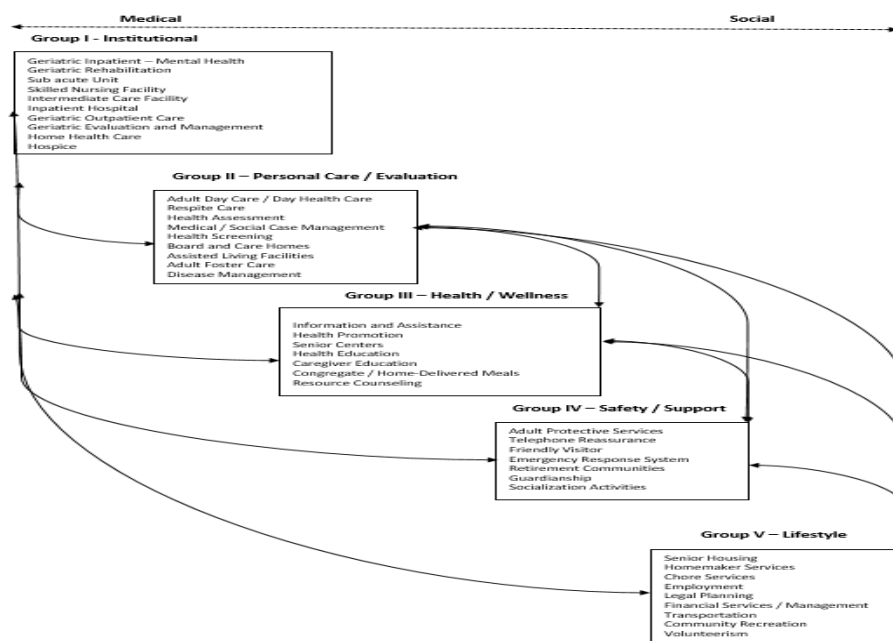 Medical
Social
Group I - Institutional
Geriatric Inpatient – Mental Health
Geriatric Rehabilitation
Sub acute Unit
Skilled Nursing Facility
Intermediate Care Facility
Inpatient Hospital
Geriatric Outpatient Care
Geriatric Evaluation and Management
Home Health Care
Hospice
Group II – Personal Care / Evaluation
Adult Day Care / Day Health Care
Respite Care
Health Assessment
Medical / Social Case Management
Health Screening
Board and Care Homes
Assisted Living Facilities
Adult Foster Care
Disease Management
Group III – Health / Wellness
Information and Assistance
Health Promotion
Senior Centers
Health Education
Caregiver Education
Congregate / Home-Delivered Meals
Resource Counseling
Group IV – Safety / Support
Adult Protective Services
Telephone Reassurance
Friendly Visitor
Emergency Response System
Retirement Communities
Guardianship
Socialization Activities
Group V – Lifestyle
Senior Housing
Homemaker Services
Chore Services
Employment
Legal Planning
Financial Services / Management
Transportation
Community Recreation
Volunteerism